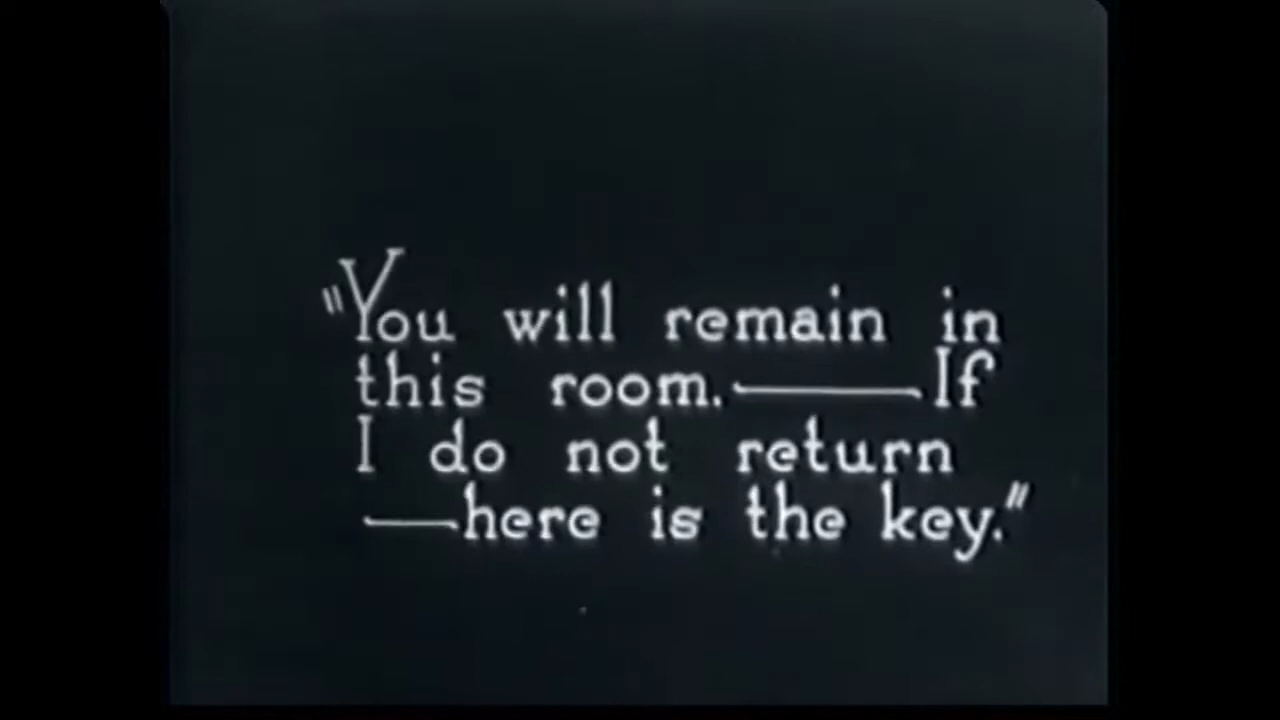 "You will remain in
this room.——If
I do not return
—here is the key."